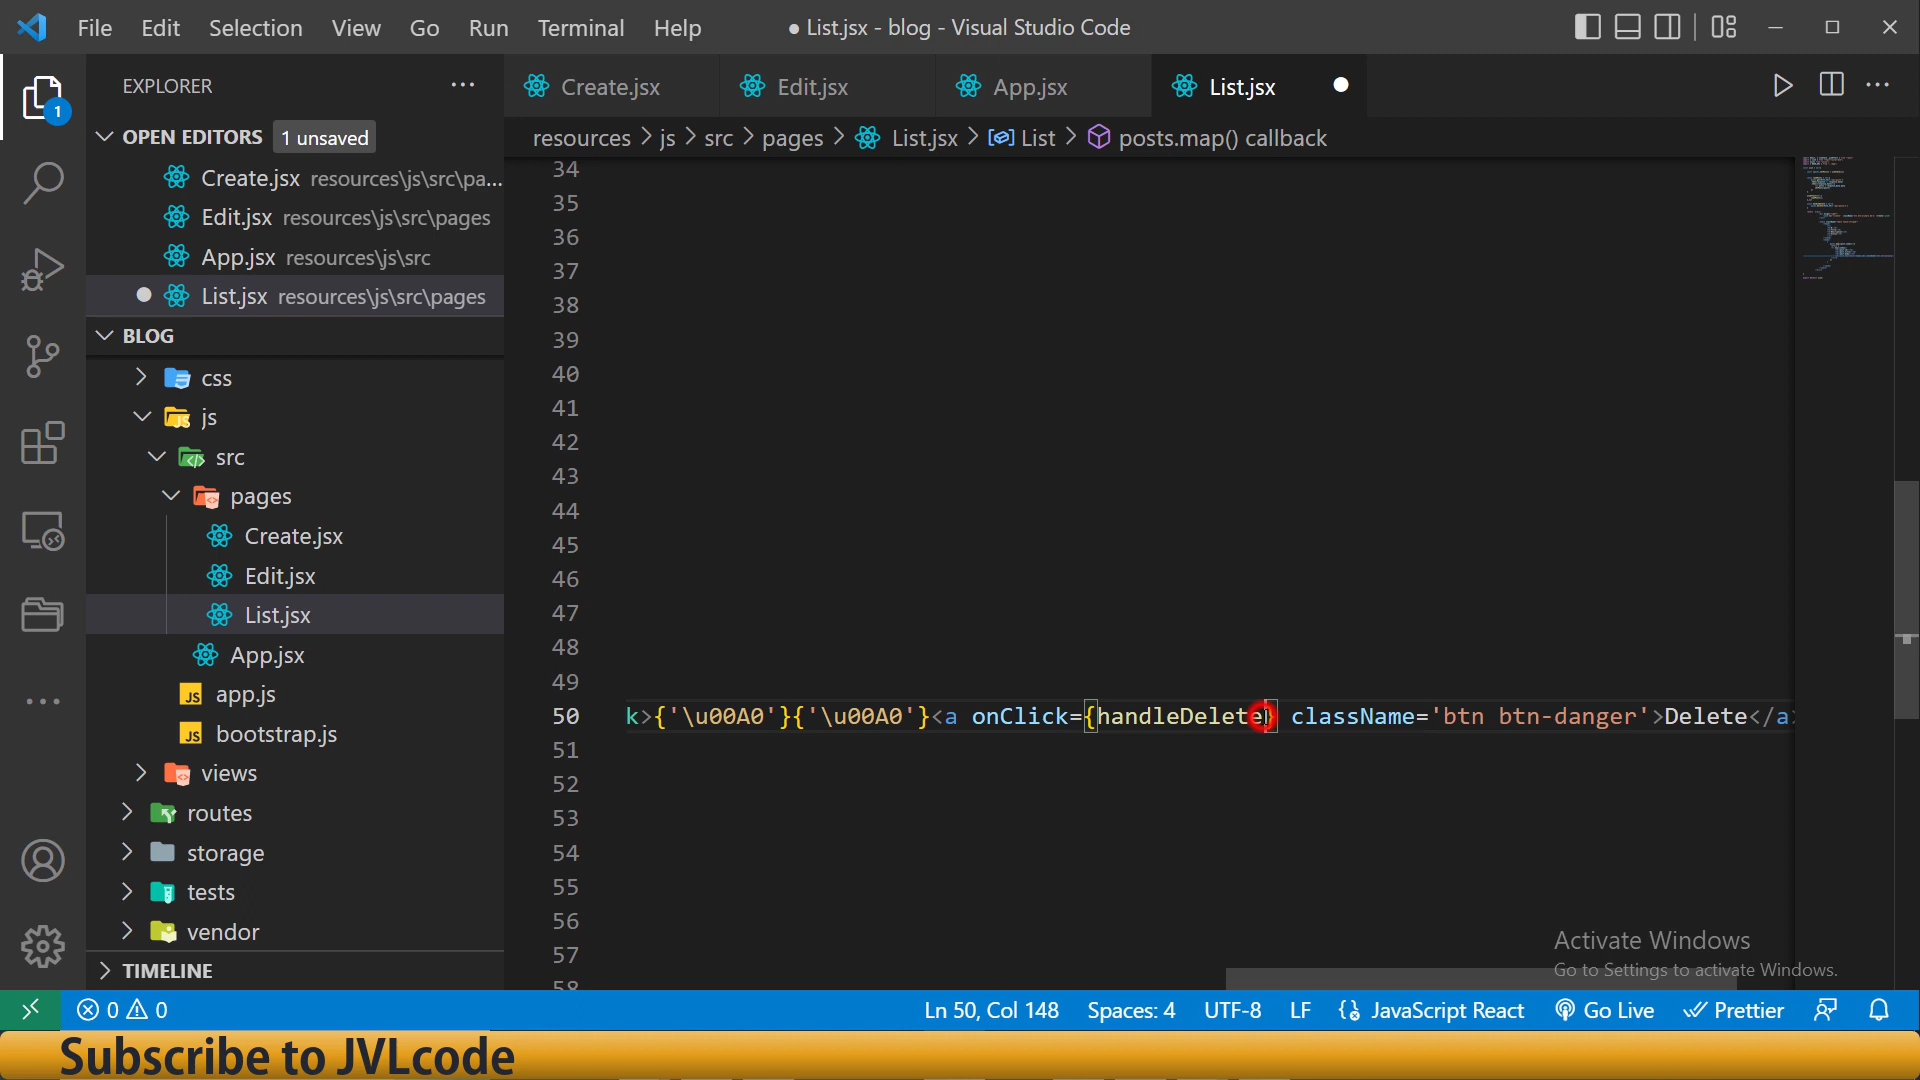 File Edit Selection View Go Run Terminal Help
● List.jsx - blog - Visual Studio Code
1
EXPLORER
OPEN EDITORS 1 unsaved
Create.jsx resources\js\src\pa...
Edit.jsx resources\js\src\pages
App.jsx resources\js\src
List.jsx resources\js\src\pages
BLOG
css
js
src
pages
Create.jsx
Edit.jsx
List.jsx
App.jsx
JS app.js
JS bootstrap.js
views
routes
storage
tests
vendor
TIMELINE
Create.jsx Edit.jsx App.jsx List.jsx
resources > js > src > pages > List.jsx > List > posts.map() callback
34
35
36
37
38
39
40
41
42
43
44
45
46
47
48
49
50 k>{'\u00A0'}{'\u00A0'}<a onClick={handleDelete} className='btn btn-danger'>Delete</a>
51
52
53
54
55
56
57
58
Activate Windows
Go to Settings to activate Windows.
0 0 Ln 50, Col 148 Spaces: 4 UTF-8 LF JavaScript React Go Live Prettier
Subscribe to JVLcode